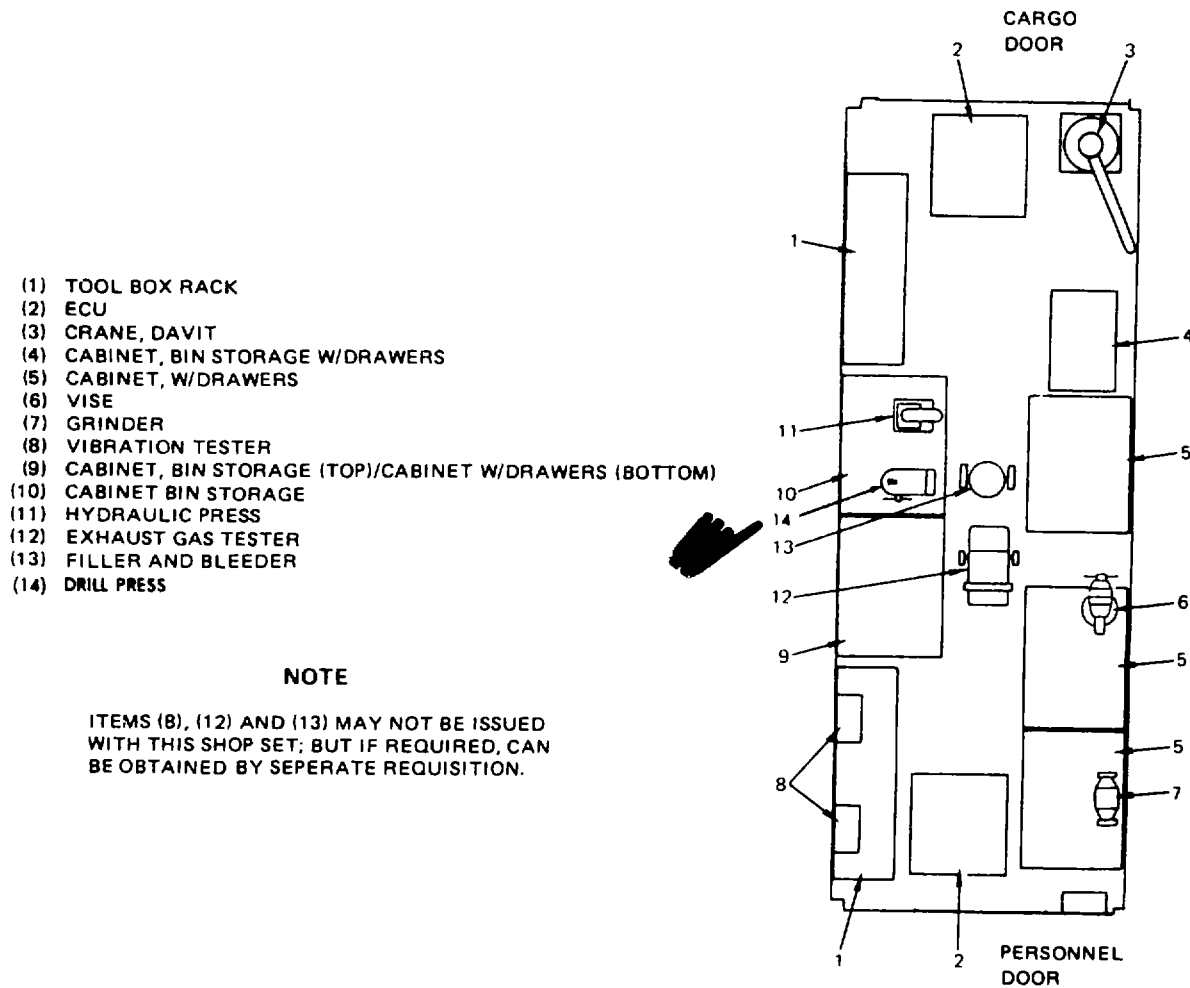 CARGO
DOOR
2
3
1
4
11
5
10
14
13
12
6
9
5
5
8
7
1
2
PERSONNEL
DOOR
(1) TOOL BOX RACK
(2) ECU
(3) CRANE, DAVIT
(4) CABINET, BIN STORAGE W/DRAWERS
(5) CABINET, W/DRAWERS
(6) VISE
(7) GRINDER
(8) VIBRATION TESTER
(9) CABINET, BIN STORAGE (TOP)/CABINET W/DRAWERS (BOTTOM)
(10) CABINET BIN STORAGE
(11) HYDRAULIC PRESS
(12) EXHAUST GAS TESTER
(13) FILLER AND BLEEDER
(14) DRILL PRESS
NOTE
ITEMS (8), (12) AND (13) MAY NOT BE ISSUED
WITH THIS SHOP SET; BUT IF REQUIRED, CAN
BE OBTAINED BY SEPERATE REQUISITION.